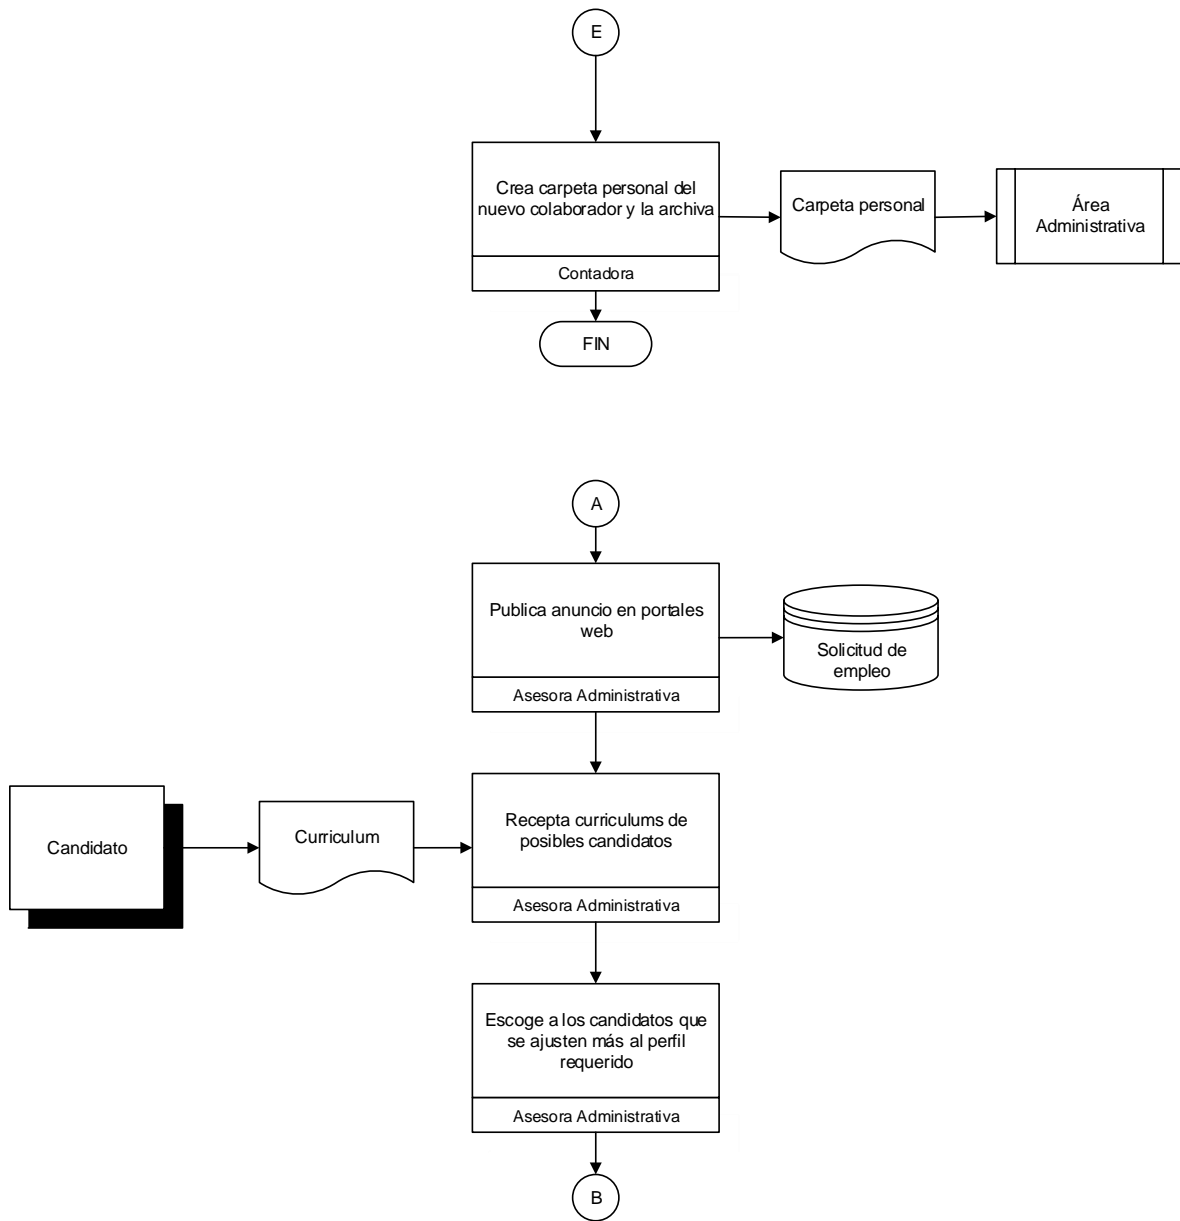 E
Crea carpeta personal del
nuevo colaborador y la archiva
Contadora
Carpeta personal
Área
Administrativa
FIN
A
Publica anuncio en portales
web
Asesora Administrativa
Solicitud de
empleo
Candidato
Curriculum
Recepta curriculums de
posibles candidatos
Asesora Administrativa
Escoge a los candidatos que
se ajusten más al perfil
requerido
Asesora Administrativa
B